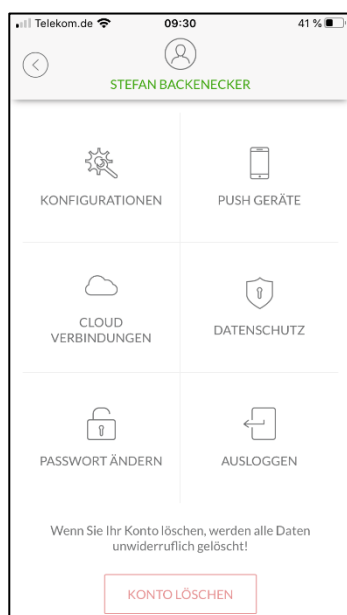 Telekom.de 09:30 41 %
STEFAN BACKENECKER
KONFIGURATIONEN PUSH GERÄTE
CLOUD
VERBINDUNGEN
DATENSCHUTZ
PASSWORT ÄNDERN AUSLOGGEN
Wenn Sie Ihr Konto löschen, werden alle Daten
unwiderruflich gelöscht!
KONTO LÖSCHEN